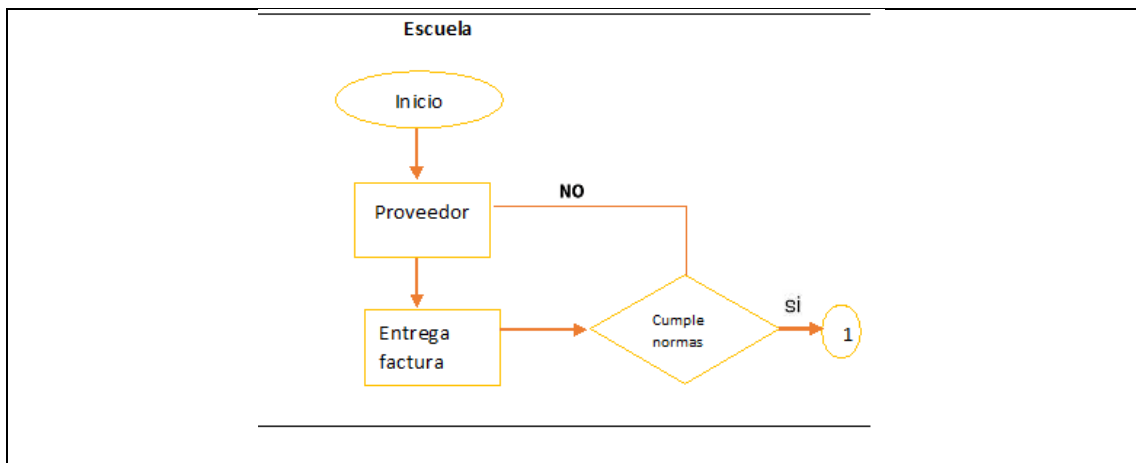 Escuela
Inicio
NO
Proveedor
si
Entrega
factura
Cumple
normas
1